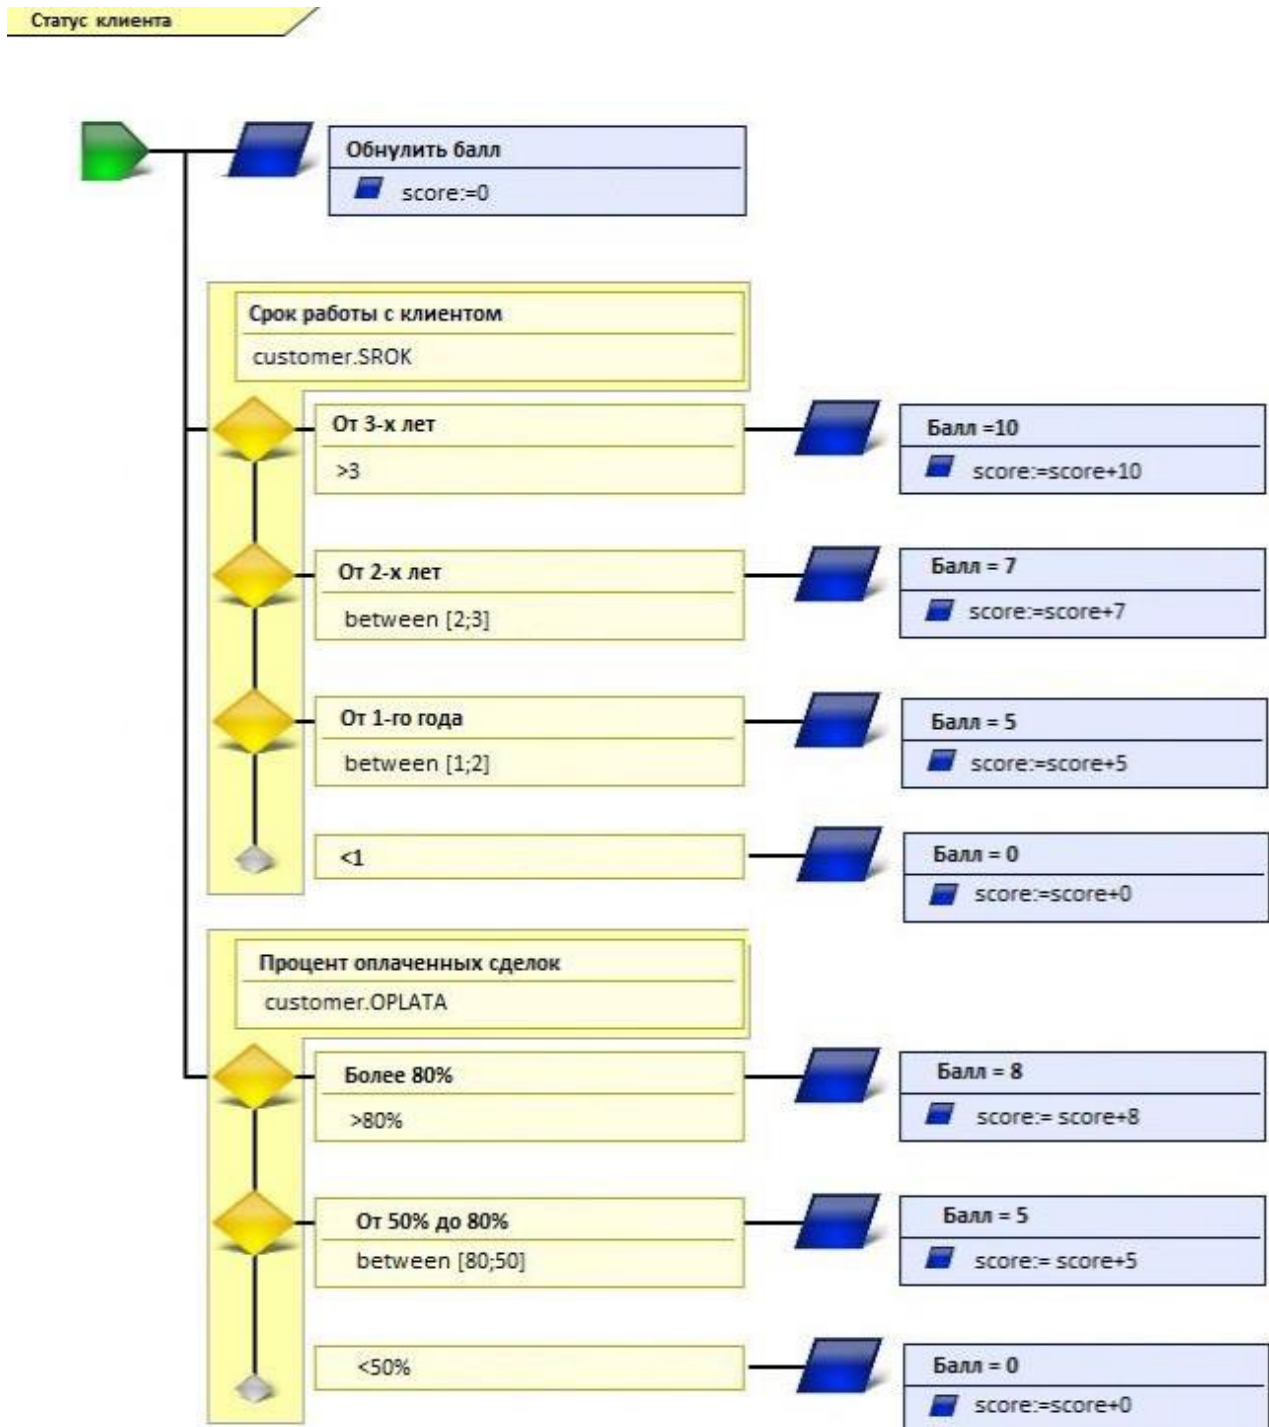 Статус клиента
Обнулить балл
score:=0
Срок работы с клиентом
customer.SROK
От 3-х лет
>3
Балл =10
score:=score+10
От 2-х лет
between [2;3]
Балл = 7
score:=score+7
От 1-го года
between [1;2]
Балл = 5
score:=score+5
<1
Балл = 0
score:=score+0
Процент оплаченных сделок
customer.OPLATA
Более 80%
>80%
Балл = 8
score:= score+8
От 50% до 80%
between [80;50]
Балл = 5
score:= score+5
<50%
Балл = 0
score:=score+0